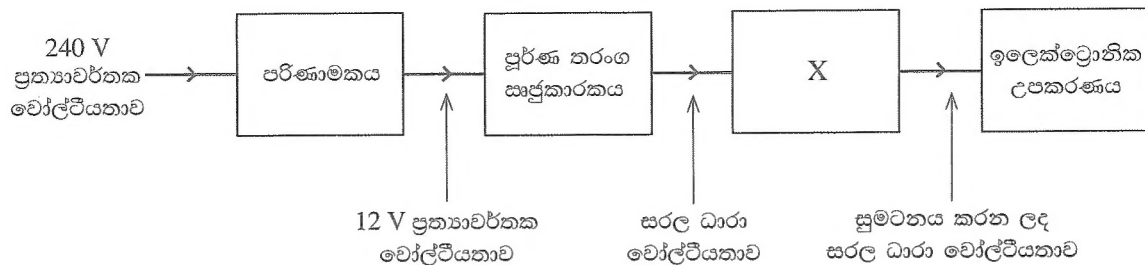 240 V
ප්‍රත්‍යාවර්තක
වෝල්ටීයතාව
පරිණාමකය
පූර්ණ තරංග
ඍජුකාරකය
X
ඉලෙක්ට්‍රොනික
උපකරණය
12 V ප්‍රත්‍යාවර්තක
වෝල්ටීයතාව
සරල ධාරා
වෝල්ටීයතාව
සුමටනය කරන ලද
සරල ධාරා වෝල්ටීයතාව